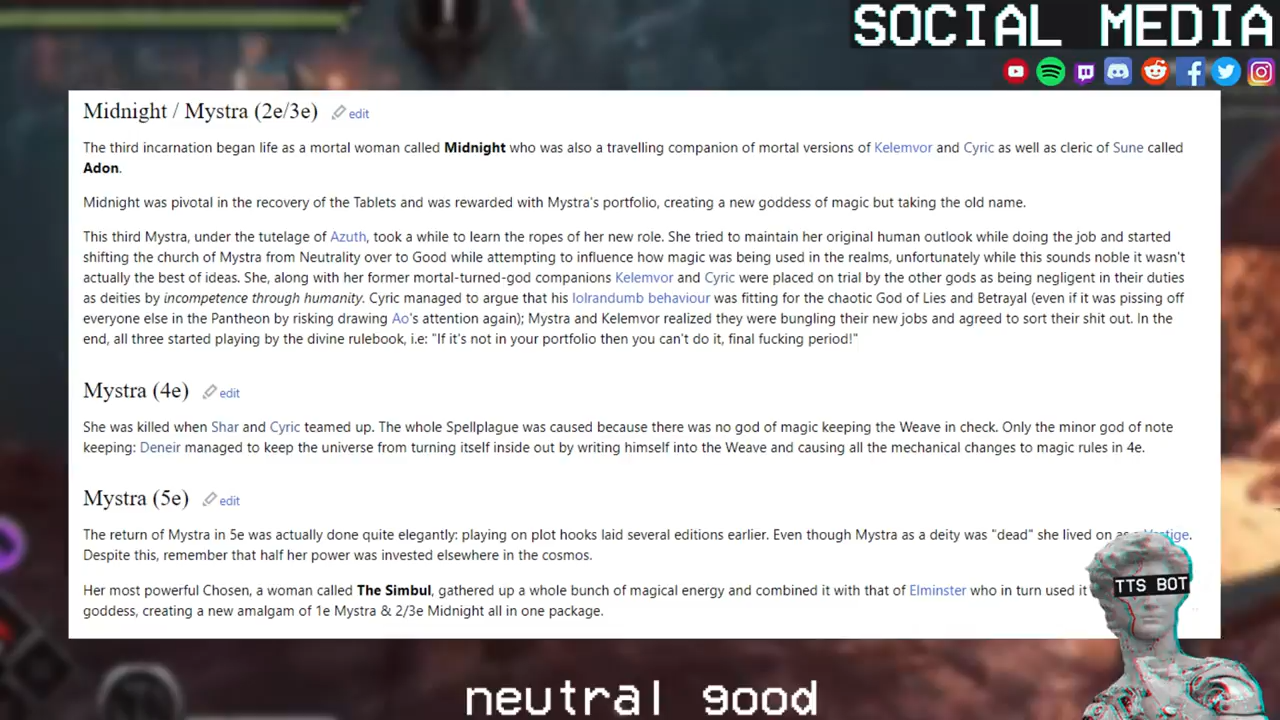 SOCIAL MEDIA
Midnight / Mystra (2e/3e) edit
The third incarnation began life as a mortal woman called Midnight who was also a travelling companion of mortal versions of Kelemvor and Cyric as well as cleric of Sune called
Adon.
Midnight was pivotal in the recovery of the Tablets and was rewarded with Mystra's portfolio, creating a new goddess of magic but taking the old name.
This third Mystra, under the tutelage of Azuth, took a while to learn the ropes of her new role. She tried to maintain her original human outlook while doing the job and started
shifting the church of Mystra from Neutrality over to Good while attempting to influence how magic was being used in the realms, unfortunately while this sounds noble it wasn't
actually the best of ideas. She, along with her former mortal-turned-god companions Kelemvor and Cyric were placed on trial by the other gods as being negligent in their duties
as deities by incompetence through humanity. Cyric managed to argue that his lolrandumb behaviour was fitting for the chaotic God of Lies and Betrayal (even if it was pissing off
everyone else in the Pantheon by risking drawing Ao's attention again); Mystra and Kelemvor realized they were bungling their new jobs and agreed to sort their shit out. In the
end, all three started playing by the divine rulebook, i.e: "If it's not in your portfolio then you can't do it, final fucking period!"
Mystra (4e) edit
She was killed when Shar and Cyric teamed up. The whole Spellplague was caused because there was no god of magic keeping the Weave in check. Only the minor god of note
keeping: Deneir managed to keep the universe from turning itself inside out by writing himself into the Weave and causing all the mechanical changes to magic rules in 4e.
Mystra (5e) edit
The return of Mystra in 5e was actually done quite elegantly: playing on plot hooks laid several editions earlier. Even though Mystra as a deity was "dead" she lived on as a
Despite this, remember that half her power was invested elsewhere in the cosmos.
Her most powerful Chosen, a woman called The Simbul, gathered up a whole bunch of magical energy and combined it with that of Elminster who in turn used it
goddess, creating a new amalgam of 1e Mystra & 2/3e Midnight all in one package.
TTS BOT
neutral good